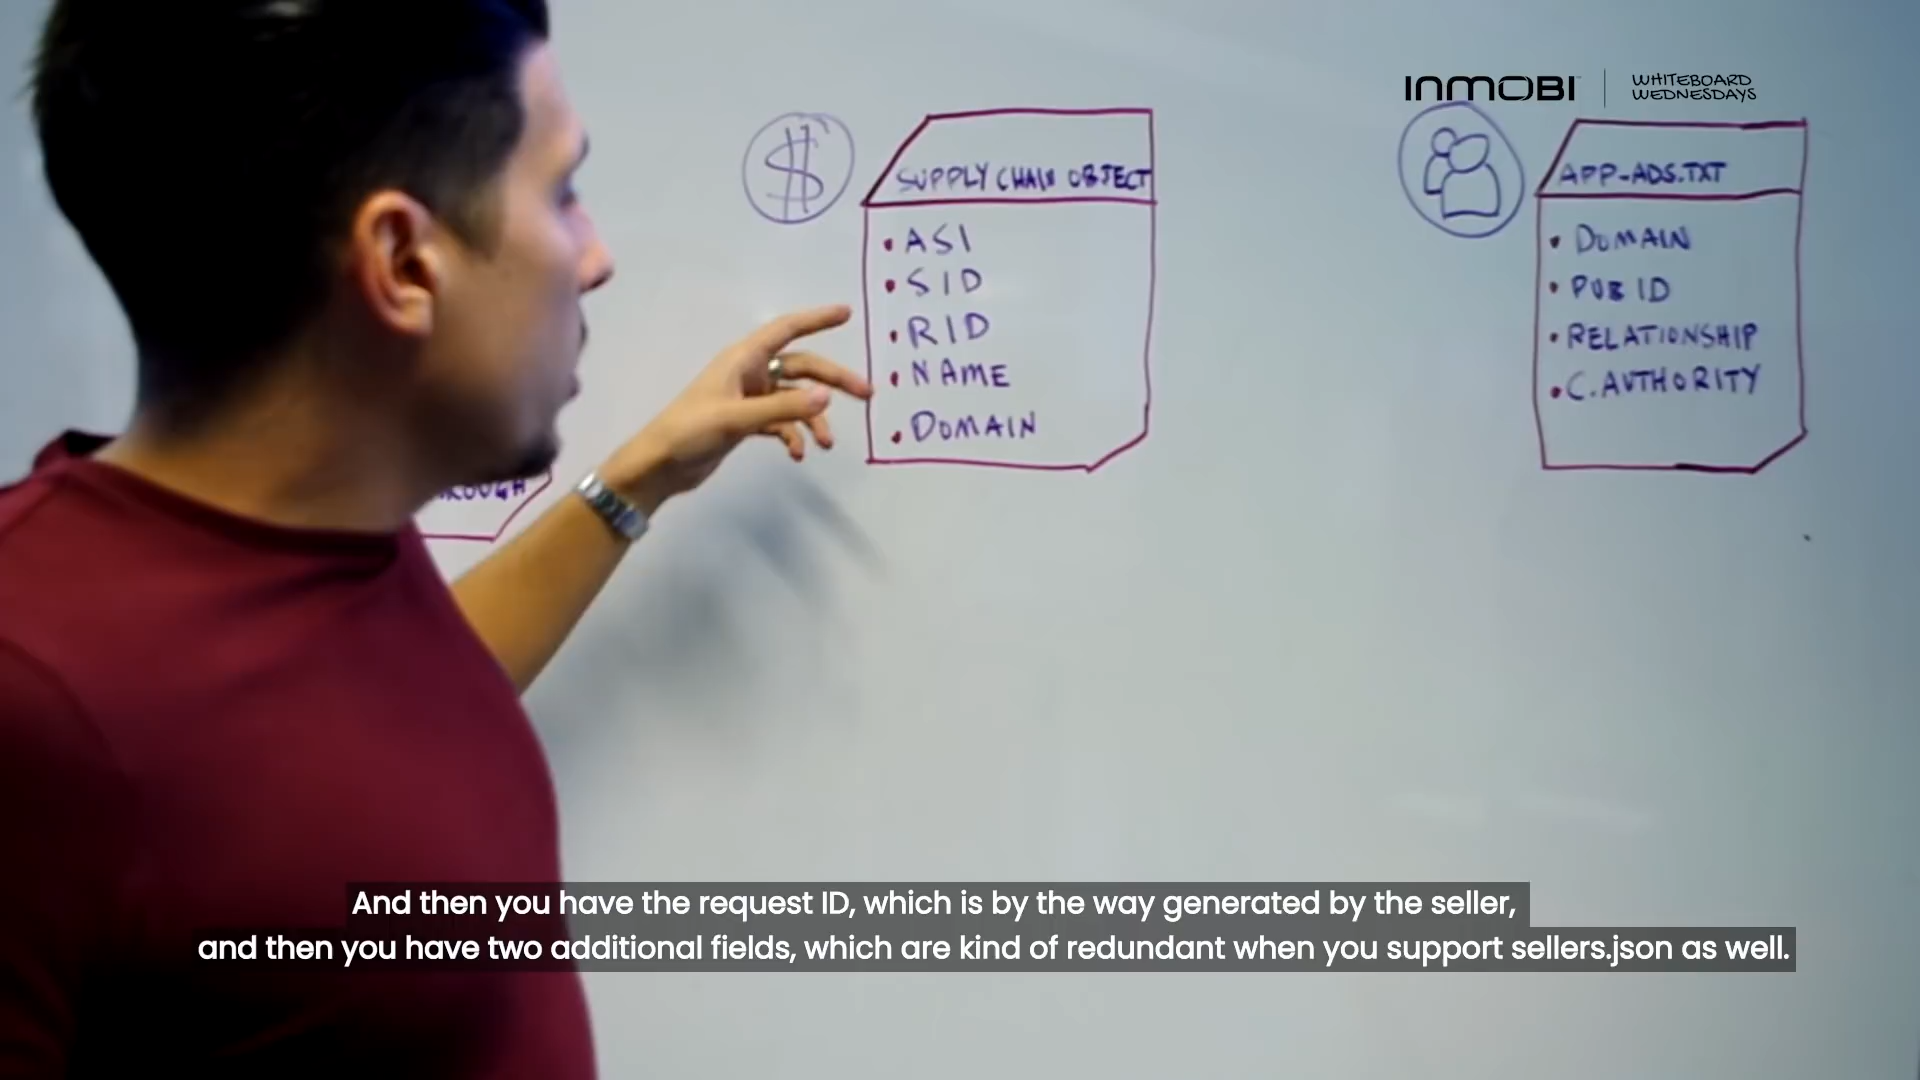 INMOBI
WHITEBOARD
WEDNESDAYS
SUPPLY CHAIN OBJECT
• ASI
• SID
• RID
• NAME
• DOMAIN
APP-ADS.TXT
• DOMAIN
• PUB ID
• RELATIONSHIP
• C. AUTHORITY
And then you have the request ID, which is by the way generated by the seller,
and then you have two additional fields, which are kind of redundant when you support sellers.json as well.